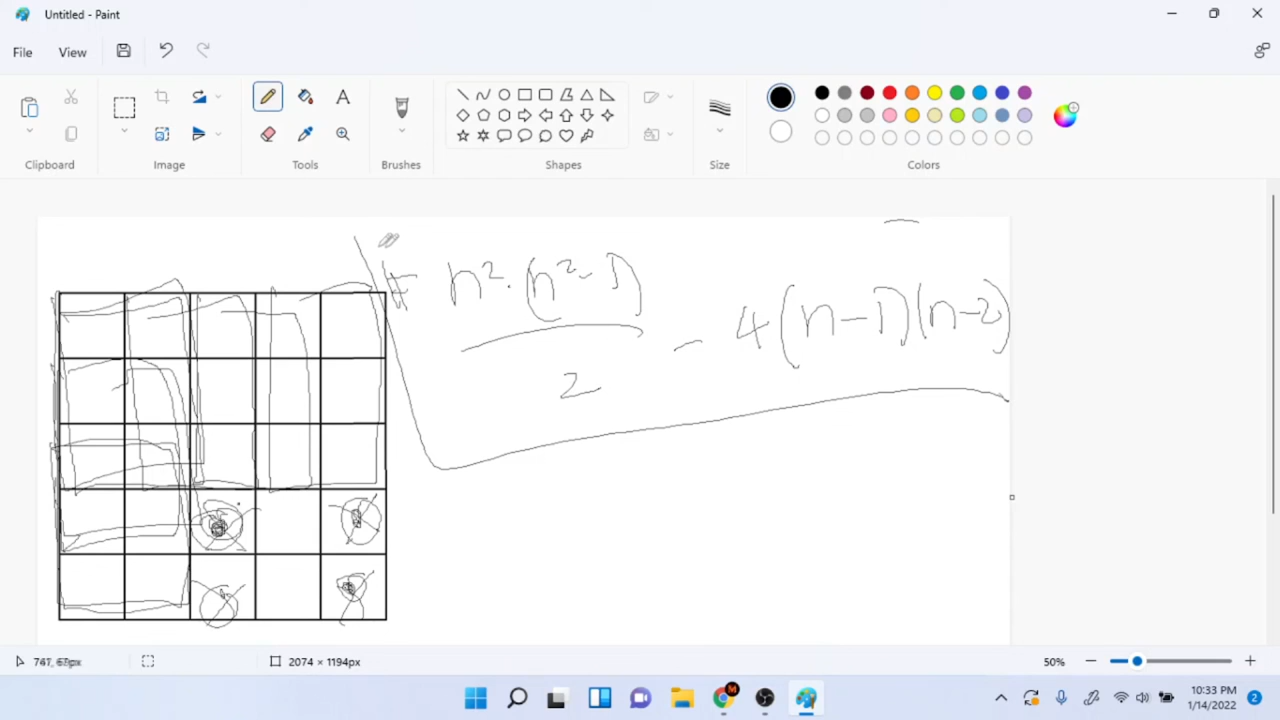 Untitled - Paint
File View
Clipboard Image Tools Brushes Shapes Size Colors
n²·(n²-1)
2
- 4(n-1)(n-2)
2074 × 1194px
50%
10:33 PM
1/14/2022
2
M
A